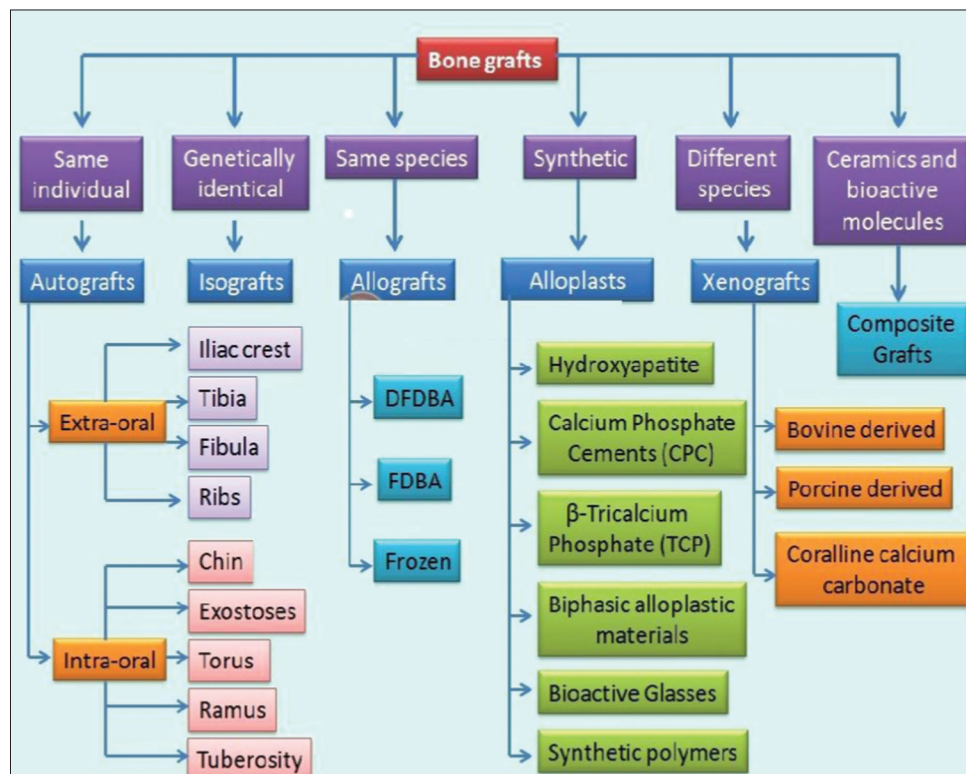 Bone grafts
Same
individual
Genetically
identical
Same species
Synthetic
Different
species
Ceramics and
bioactive
molecules
Autografts
Isografts
Allografts
Alloplasts
Xenografts
Composite
Grafts
Extra-oral
Iliac crest
Tibia
Fibula
Ribs
Intra-oral
Chin
Exostoses
Torus
Ramus
Tuberosity
DFDBA
FDBA
Frozen
Hydroxyapatite
Calcium Phosphate
Cements (CPC)
β-Tricalcium
Phosphate (TCP)
Biphasic alloplastic
materials
Bioactive Glasses
Synthetic polymers
Bovine derived
Porcine derived
Coralline calcium
carbonate